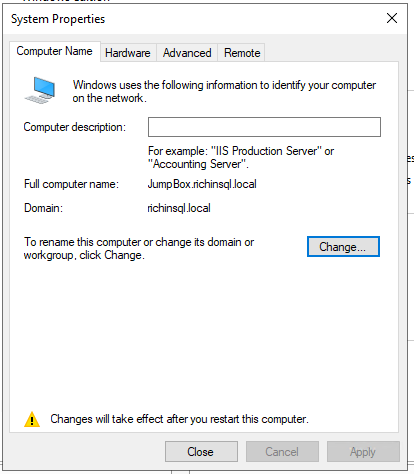 System Properties
Computer Name
Hardware
Advanced
Remote
Windows uses the following information to identify your computer
on the network.
Computer description:
For example: "IIS Production Server" or
"Accounting Server".
Full computer name:
JumpBox.richinsql.local
Domain:
richinsql.local
To rename this computer or change its domain or
workgroup, click Change.
Change...
Changes will take effect after you restart this computer.
Close
Cancel
Apply